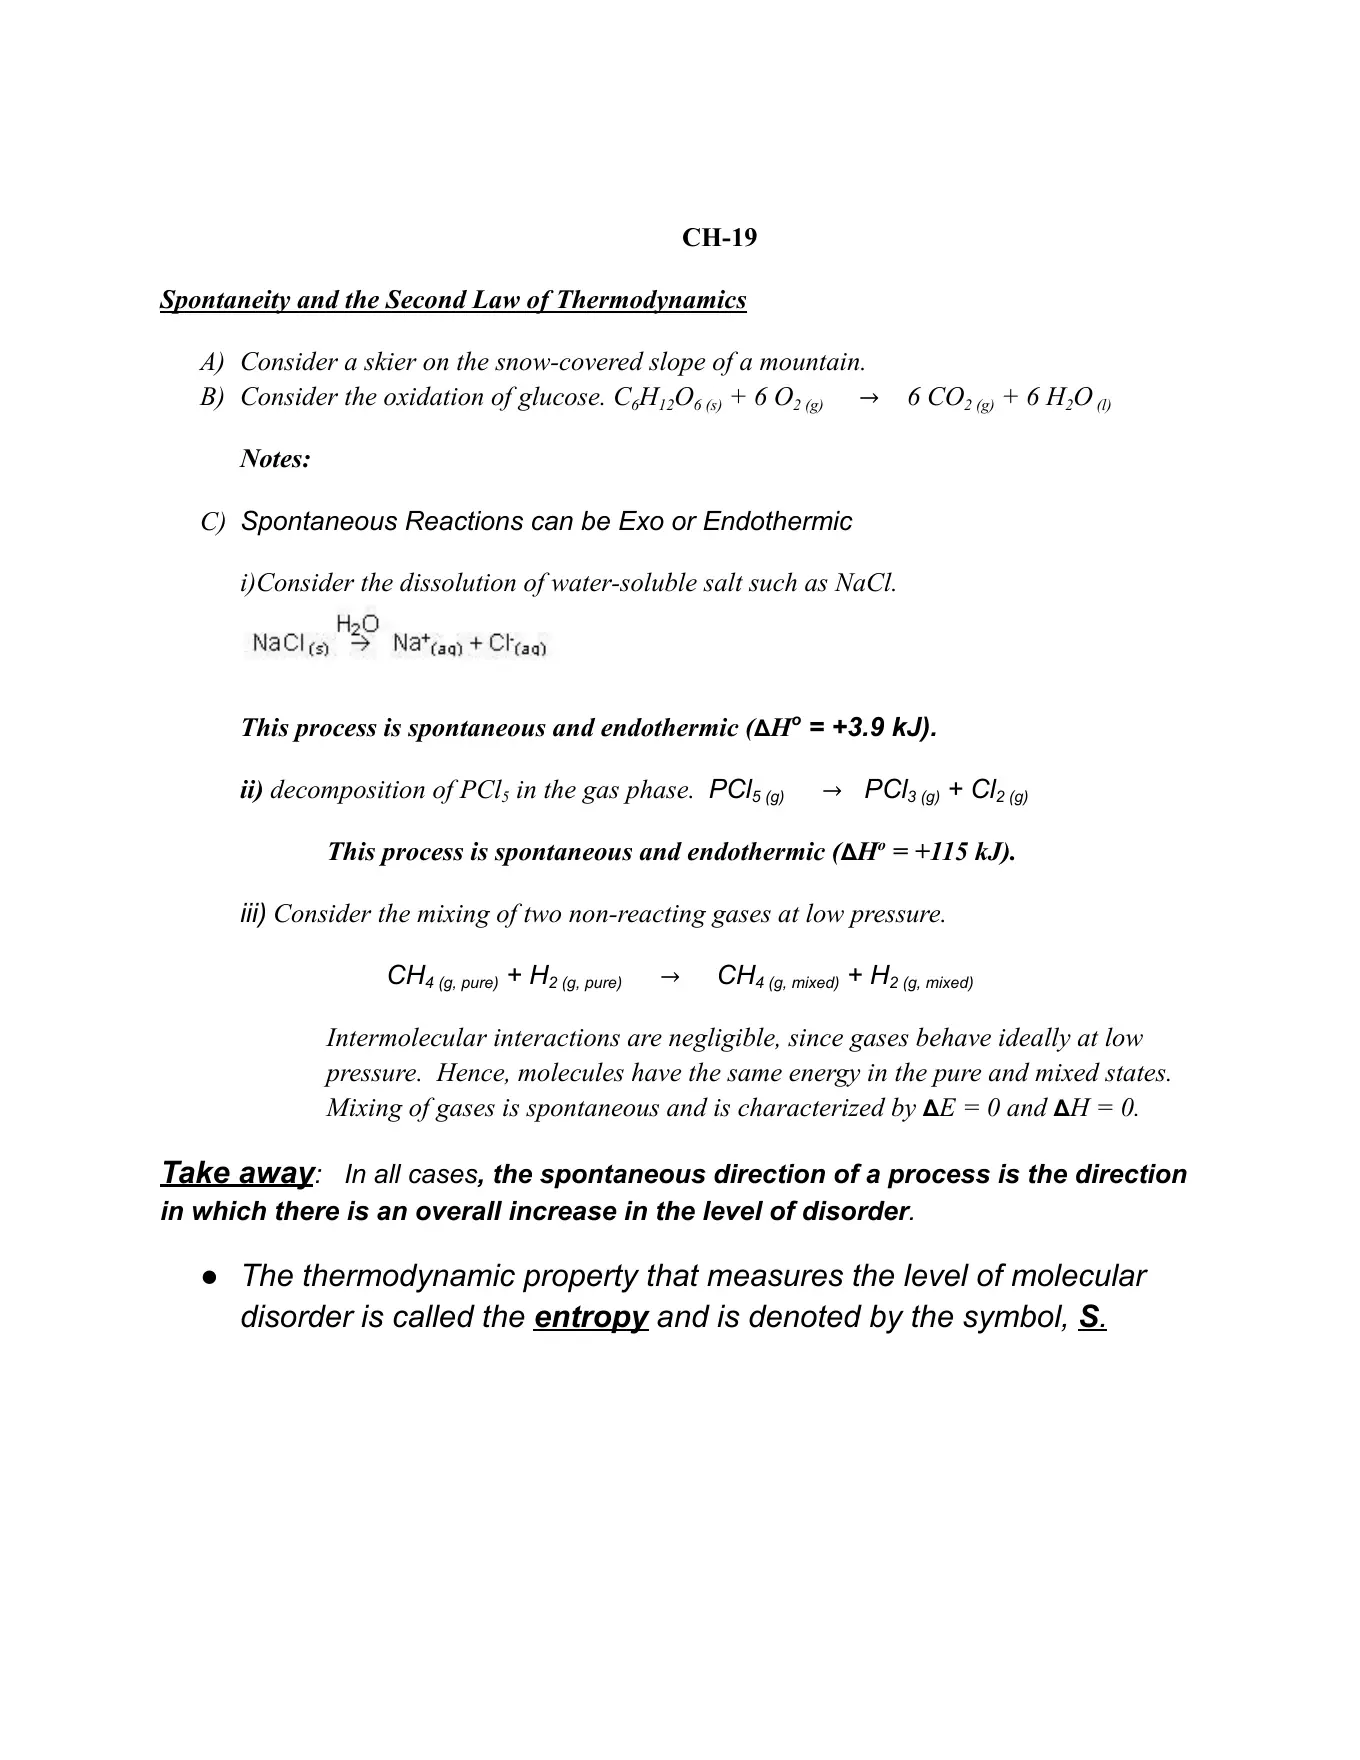 CH-19
Spontaneity and the Second Law of Thermodynamics
A) Consider a skier on the snow-covered slope of a mountain.
B) Consider the oxidation of glucose. C6H12O6 (s) + 6 O2 (g) → 6 CO2 (g) + 6 H2O (l)
Notes:
C) Spontaneous Reactions can be Exo or Endothermic
i)Consider the dissolution of water-soluble salt such as NaCl.
H2O
NaCl (s) → Na+(aq) + Cl-(aq)
This process is spontaneous and endothermic (ΔHº = +3.9 kJ).
ii) decomposition of PCl5 in the gas phase. PCl5 (g) → PCl3 (g) + Cl2 (g)
This process is spontaneous and endothermic (ΔHº = +115 kJ).
iii) Consider the mixing of two non-reacting gases at low pressure.
CH4 (g, pure) + H2 (g, pure) → CH4 (g, mixed) + H2 (g, mixed)
Intermolecular interactions are negligible, since gases behave ideally at low
pressure. Hence, molecules have the same energy in the pure and mixed states.
Mixing of gases is spontaneous and is characterized by ΔE = 0 and ΔH = 0.
Take away: In all cases, the spontaneous direction of a process is the direction
in which there is an overall increase in the level of disorder.
● The thermodynamic property that measures the level of molecular
disorder is called the entropy and is denoted by the symbol, S.